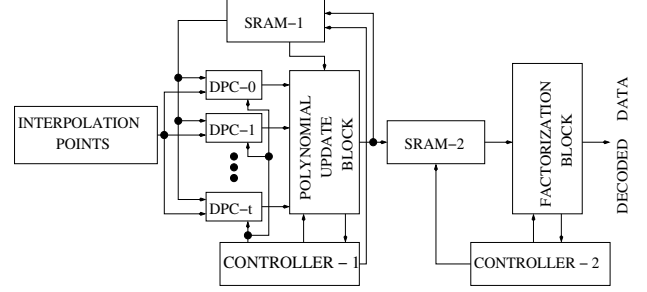 SRAM-1
DPC-0
INTERPOLATION
POINTS
DPC-1
DPC-t
POLYNOMIAL
UPDATE
BLOCK
SRAM-2
FACTORIZATION
BLOCK
DECODED DATA
CONTROLLER - 1
CONTROLLER - 2